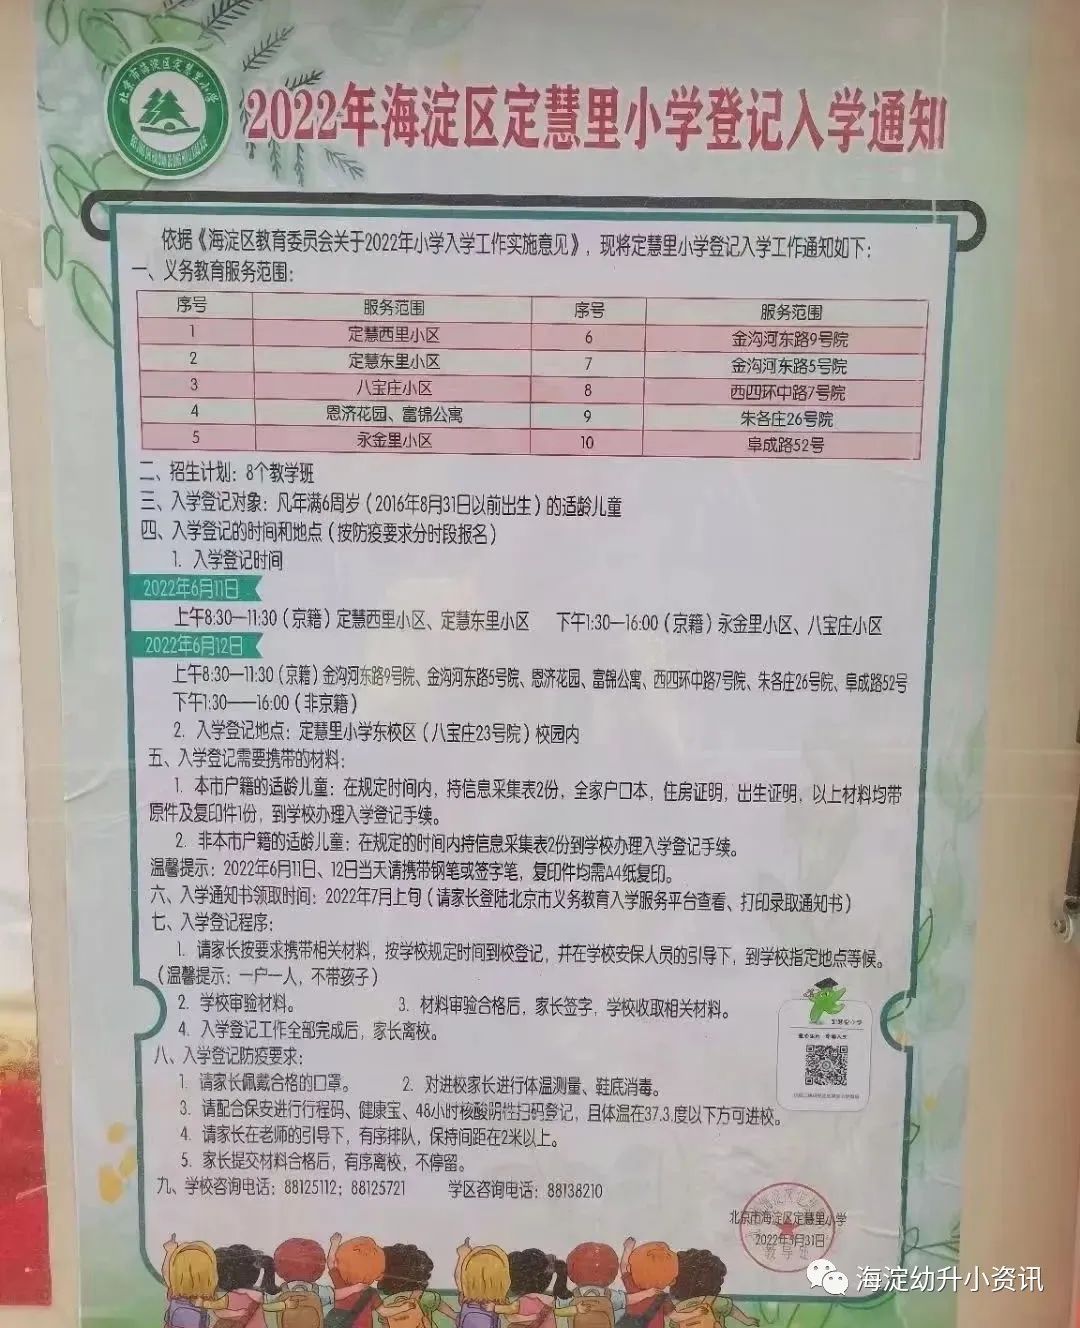 北京市海淀区定慧里小学
2022年海淀区定慧里小学登记入学通知
依据《海淀区教育委员会关于2022年小学入学工作实施意见》，现将定慧里小学登记入学工作通知如下：
一、义务教育服务范围：
序号 服务范围 序号 服务范围
1 定慧西里小区 6 金沟河东路9号院
2 定慧东里小区 7 金沟河东路5号院
3 八宝庄小区 8 西四环中路7号院
4 恩济花园、富锦公寓 9 朱各庄26号院
5 永金里小区 10 阜成路52号
二、招生计划：8个教学班
三、入学登记对象：凡年满6周岁（2016年8月31日以前出生）的适龄儿童
四、入学登记的时间和地点（按防疫要求分时段报名）
1. 入学登记时间
2022年6月11日
上午8:30—11:30（京籍）定慧西里小区、定慧东里小区 下午1:30—16:00（京籍）永金里小区、八宝庄小区
2022年6月12日
上午8:30—11:30（京籍）金沟河东路9号院、金沟河东路5号院、恩济花园、富锦公寓、西四环中路7号院、朱各庄26号院、阜成路52号
下午1:30——16:00（非京籍）
2. 入学登记地点：定慧里小学东校区（八宝庄23号院）校园内
五、入学登记需要携带的材料：
1. 本市户籍的适龄儿童：在规定时间内，持信息采集表2份，全家户口本，住房证明，出生证明，以上材料均带
原件及复印件1份，到学校办理入学登记手续。
2. 非本市户籍的适龄儿童：在规定的时间内持信息采集表2份到学校办理入学登记手续。
温馨提示：2022年6月11日、12日当天请携带钢笔或签字笔，复印件均需A4纸复印。
六、入学通知书领取时间：2022年7月上旬（请家长登陆北京市义务教育入学服务平台查看、打印录取通知书）
七、入学登记程序：
1. 请家长按要求携带相关材料，按学校规定时间到校登记，并在学校安保人员的引导下，到学校指定地点等候。
（温馨提示：一户一人，不带孩子）
2. 学校审验材料。 3. 材料审验合格后，家长签字，学校收取相关材料。
4. 入学登记工作全部完成后，家长离校。
八、入学登记防疫要求：
1. 请家长佩戴合格的口罩。 2. 对进校家长进行体温测量、鞋底消毒。
3. 请配合保安进行行程码、健康宝、48小时核酸阴性扫码登记，且体温在37.3度以下方可进校。
4. 请家长在老师的引导下，有序排队，保持间距在2米以上。
5. 家长提交材料合格后，有序离校，不停留。
九、学校咨询电话：88125112；88125721 学区咨询电话：88138210
北京市海淀区定慧里小学
2022年5月31日
海淀幼升小资讯